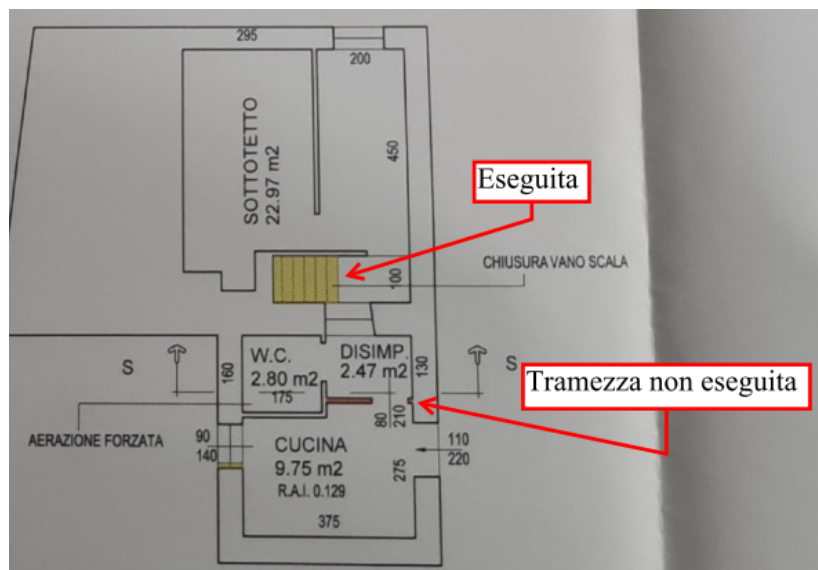 295
200
SOTTOTETTO
22.97 m2
450
Eseguita
CHIUSURA VANO SCALA
100
S
W.C.
2.80 m2
175
160
DISIMP.
2.47 m2
130
S
Tramezza non eseguita
80
210
AERAZIONE FORZATA
90
140
CUCINA
9.75 m2
R.A.I. 0.129
275
110
220
375